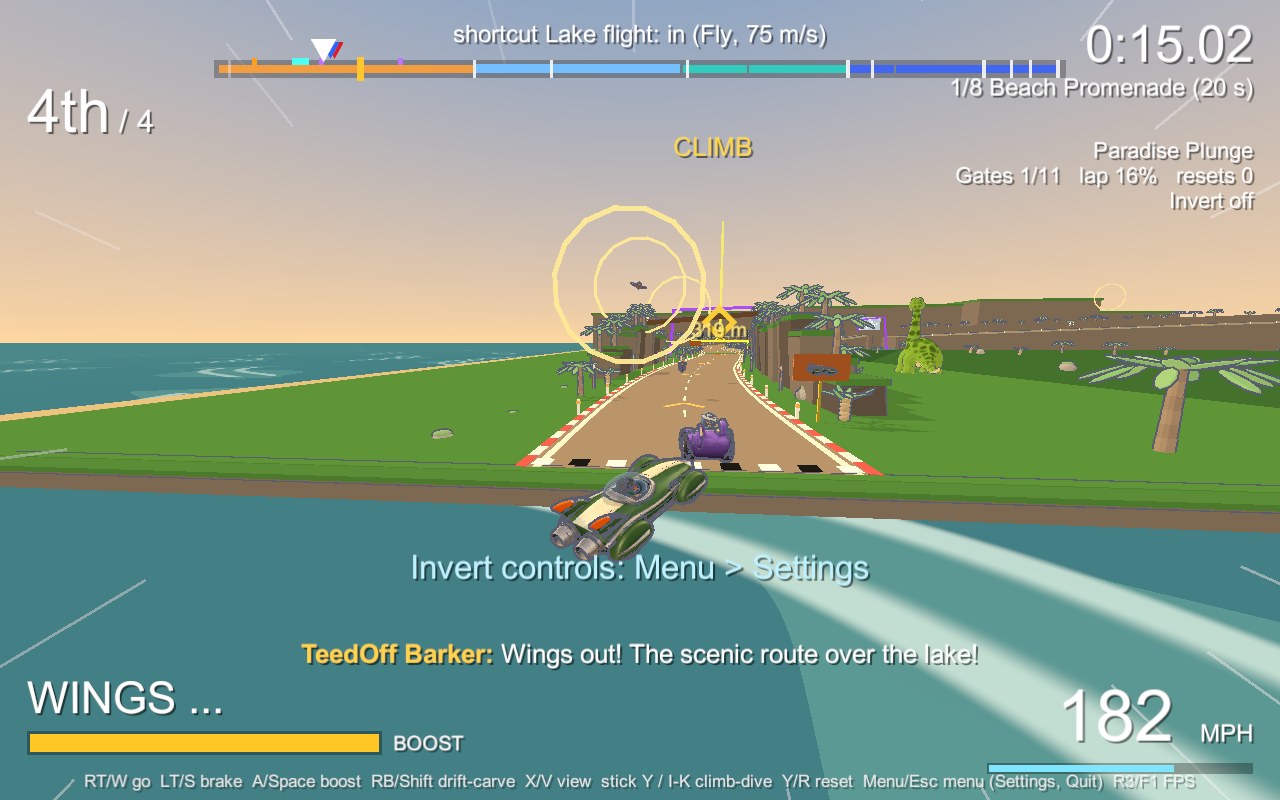 shortcut Lake flight: in (Fly, 75 m/s)
0:15.02
1/8 Beach Promenade (20 s)
4th / 4
CLIMB
Paradise Plunge
Gates 1/11 lap 16% resets 0
Invert off
319 m
Invert controls: Menu > Settings
TeedOff Barker: Wings out! The scenic route over the lake!
WINGS ...
BOOST
182 MPH
RT/W go LT/S brake A/Space boost RB/Shift drift-carve X/V view stick Y / I-K climb-dive Y/R reset Menu/Esc menu (Settings, Quit) R3/F1 FPS